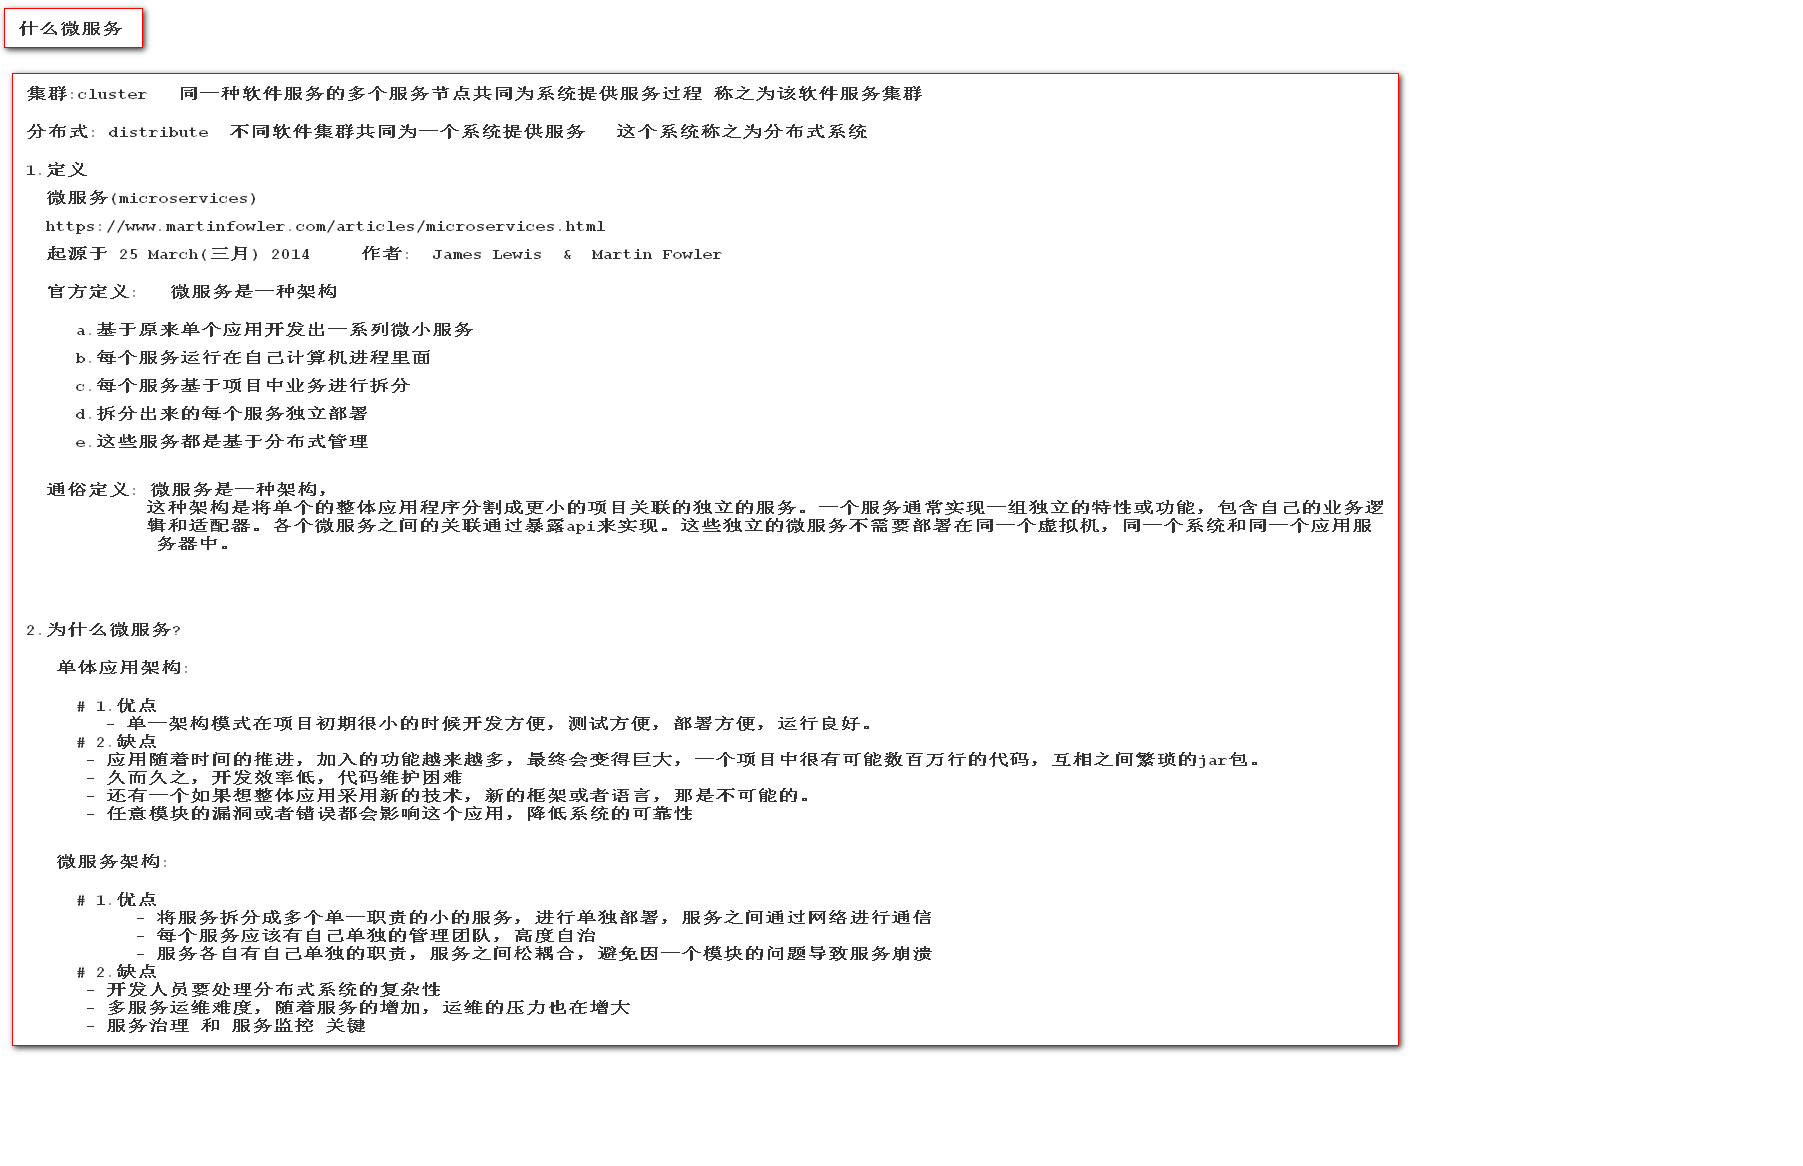 什么微服务
集群:cluster 同一种软件服务的多个服务节点共同为系统提供服务过程 称之为该软件服务集群
分布式: distribute 不同软件集群共同为一个系统提供服务 这个系统称之为分布式系统
1.定义
微服务(microservices)
https://www.martinfowler.com/articles/microservices.html
起源于 25 March(三月) 2014 作者: James Lewis & Martin Fowler
官方定义: 微服务是一种架构
a.基于原来单个应用开发出一系列微小服务
b.每个服务运行在自己计算机进程里面
c.每个服务基于项目中业务进行拆分
d.拆分出来的每个服务独立部署
e.这些服务都是基于分布式管理
通俗定义: 微服务是一种架构，
这种架构是将单个的整体应用程序分割成更小的项目关联的独立的服务。一个服务通常实现一组独立的特性或功能，包含自己的业务逻
辑和适配器。各个微服务之间的关联通过暴露api来实现。这些独立的微服务不需要部署在同一个虚拟机，同一个系统和同一个应用服
务器中。
2.为什么微服务?
单体应用架构:
# 1.优点
- 单一架构模式在项目初期很小的时候开发方便，测试方便，部署方便，运行良好。
# 2.缺点
- 应用随着时间的推进，加入的功能越来越多，最终会变得巨大，一个项目中很有可能数百万行的代码，互相之间繁琐的jar包。
- 久而久之，开发效率低，代码维护困难
- 还有一个如果想整体应用采用新的技术，新的框架或者语言，那是不可能的。
- 任意模块的漏洞或者错误都会影响这个应用，降低系统的可靠性
微服务架构:
# 1.优点
- 将服务拆分成多个单一职责的小的服务，进行单独部署，服务之间通过网络进行通信
- 每个服务应该有自己单独的管理团队，高度自治
- 服务各自有自己单独的职责，服务之间松耦合，避免因一个模块的问题导致服务崩溃
# 2.缺点
- 开发人员要处理分布式系统的复杂性
- 多服务运维难度，随着服务的增加，运维的压力也在增大
- 服务治理 和 服务监控 关键